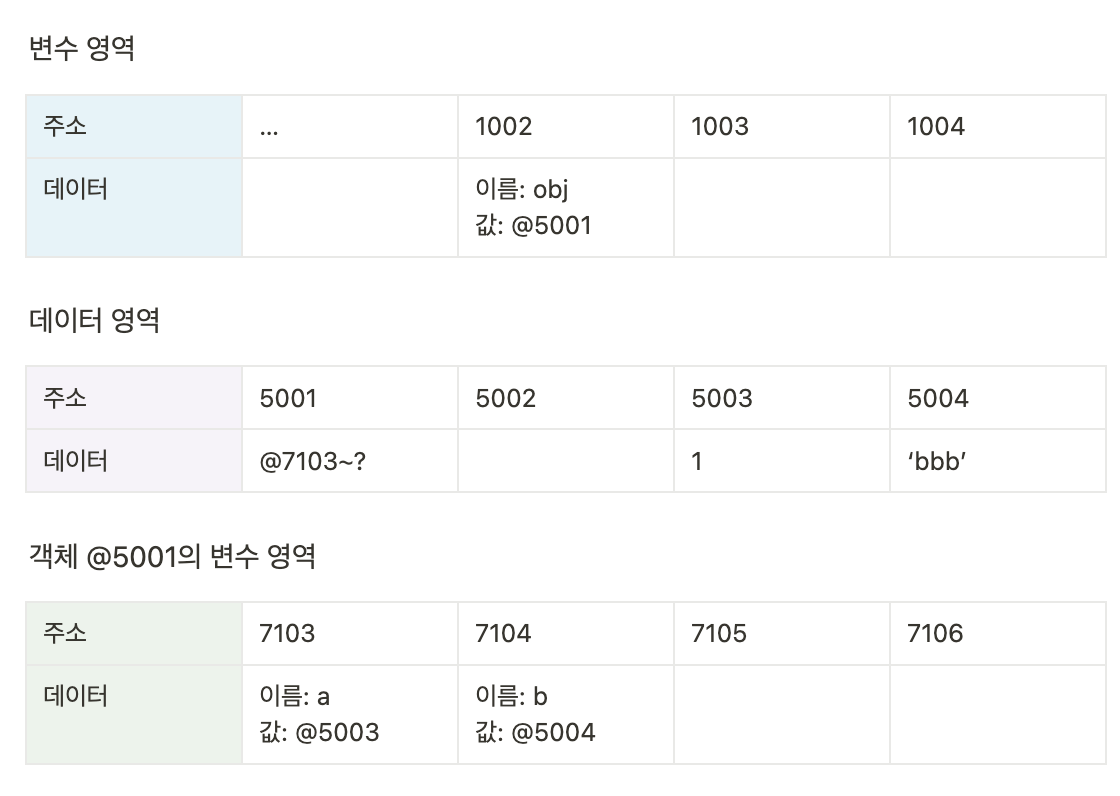 변수 영역
주소 ... 1002 1003 1004
데이터 이름: obj
값: @5001
데이터 영역
주소 5001 5002 5003 5004
데이터 @7103~? 1 ‘bbb’
객체 @5001의 변수 영역
주소 7103 7104 7105 7106
데이터 이름: a 이름: b
값: @5003 값: @5004